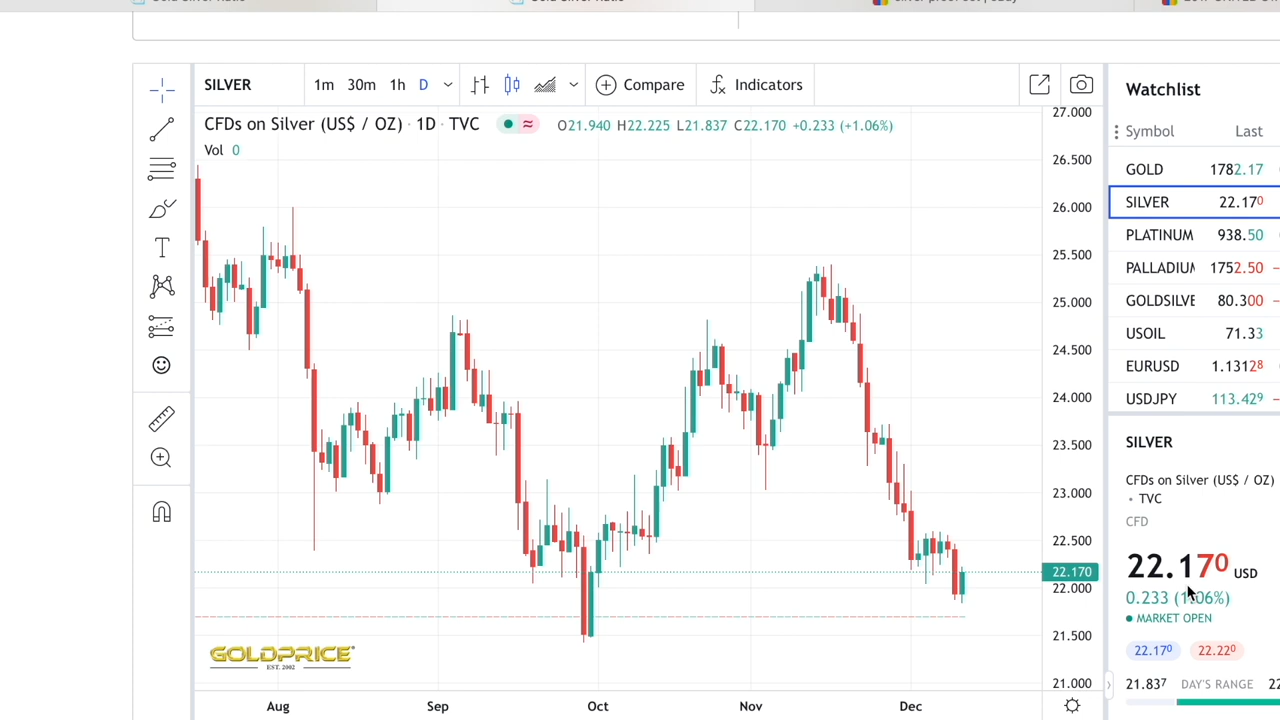 SILVER 1m 30m 1h D Compare Indicators
CFDs on Silver (US$ / OZ) · 1D · TVC O21.940 H22.225 L21.837 C22.170 +0.233 (+1.06%)
Vol 0
27.000
26.500
26.000
25.500
25.000
24.500
24.000
23.500
23.000
22.500
22.170
22.000
21.500
21.000
GOLDPRICE
EST. 2002
Aug Sep Oct Nov Dec
Watchlist
Symbol Last
GOLD 1782.17
SILVER 22.170
PLATINUM 938.50
PALLADIUM 1752.50
GOLDSILVE 80.300
USOIL 71.33
EURUSD 1.13128
USDJPY 113.429
SILVER
CFDs on Silver (US$ / OZ)
• TVC
CFD
22.170 USD
0.233 (1.06%)
MARKET OPEN
22.170 22.220
21.837 DAY'S RANGE